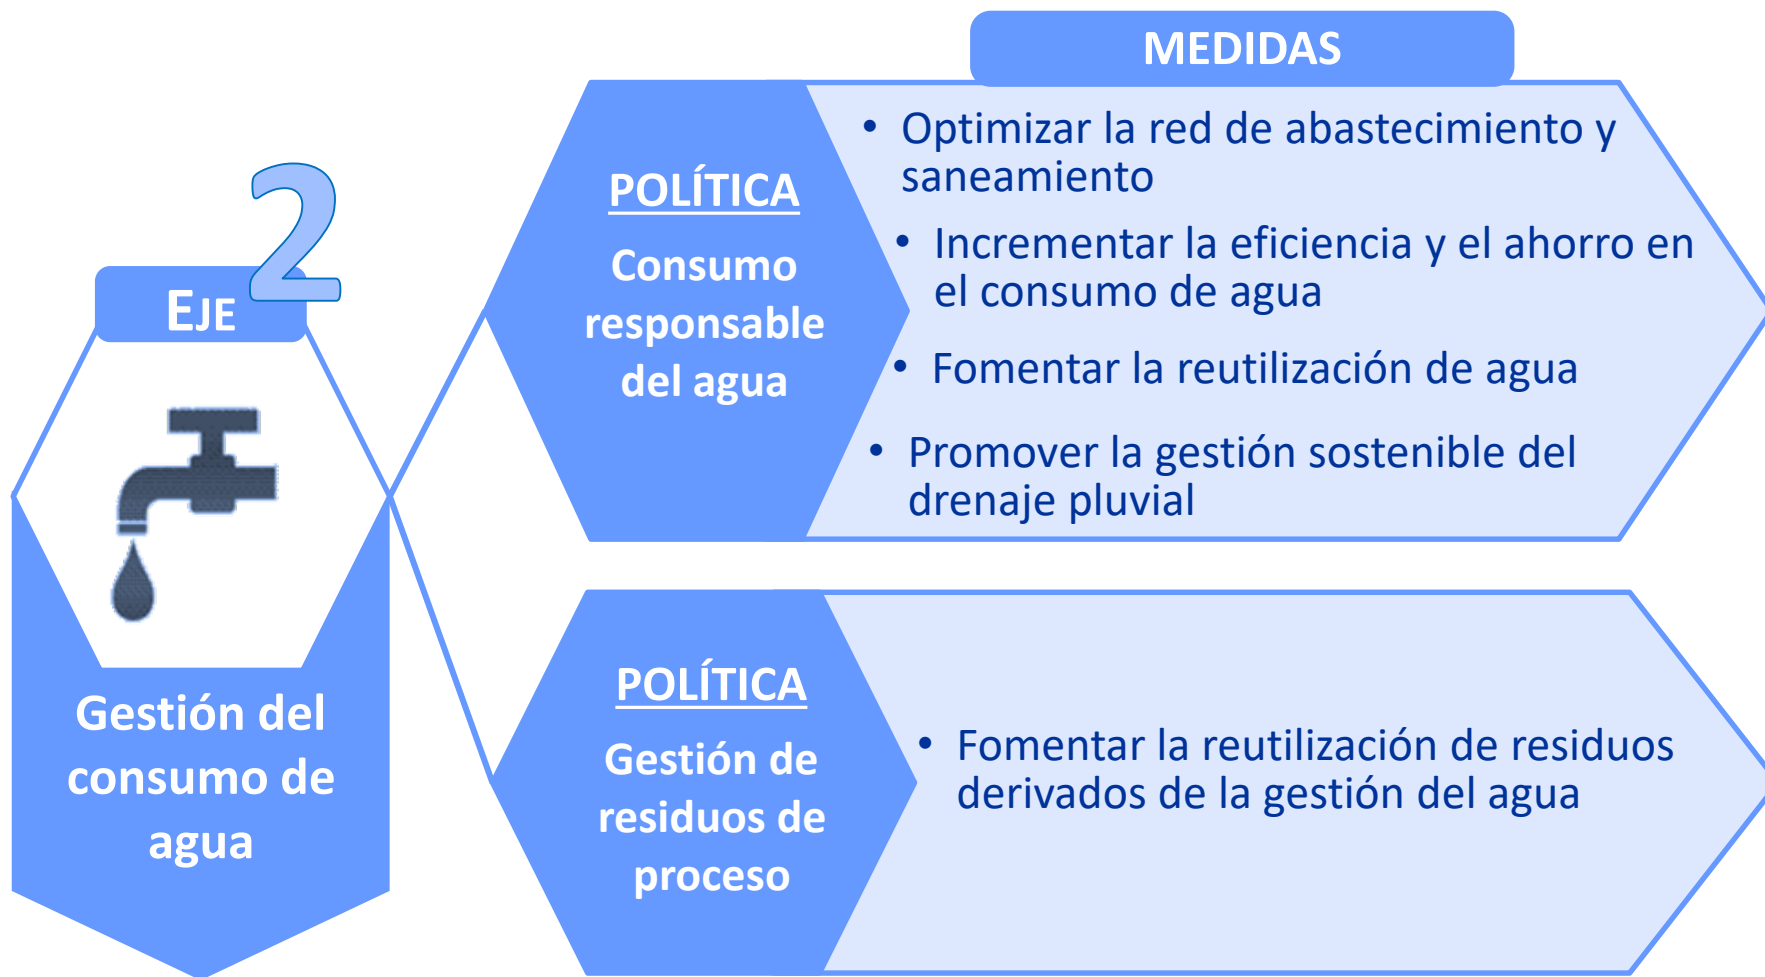 MEDIDAS
EJE 2
Gestión del
consumo de
agua
POLÍTICA
Consumo
responsable
del agua
• Optimizar la red de abastecimiento y
saneamiento
• Incrementar la eficiencia y el ahorro en
el consumo de agua
• Fomentar la reutilización de agua
• Promover la gestión sostenible del
drenaje pluvial
POLÍTICA
Gestión de
residuos de
proceso
• Fomentar la reutilización de residuos
derivados de la gestión del agua